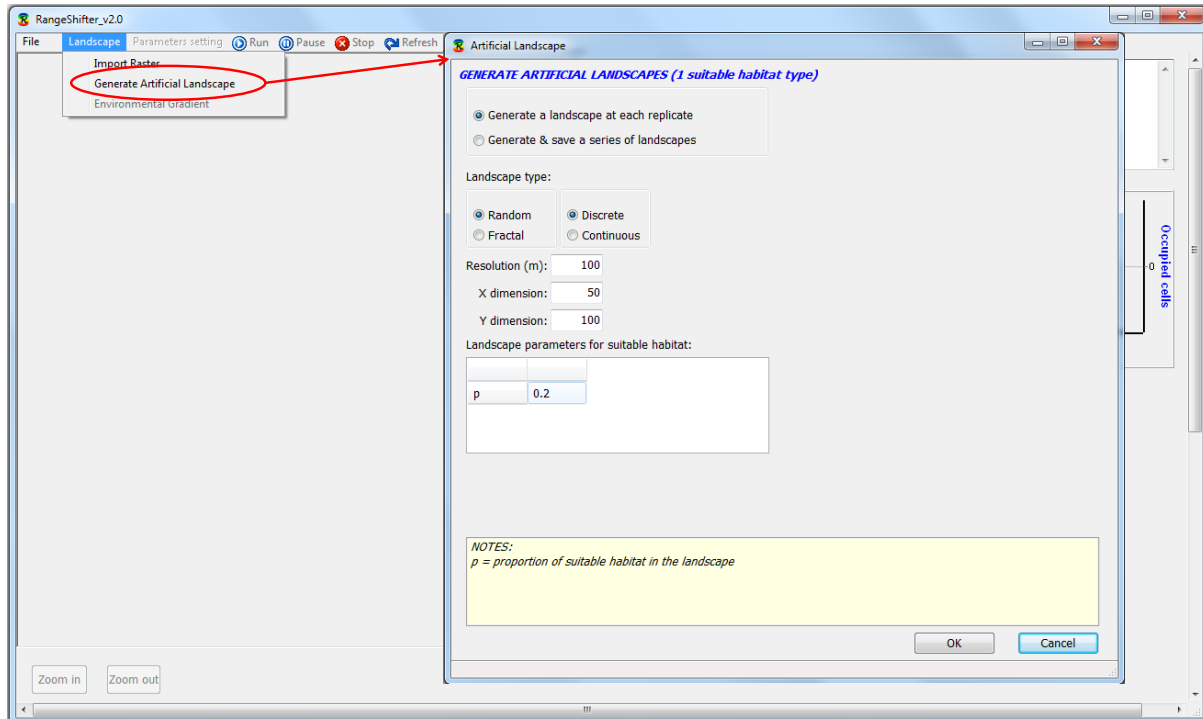 RangeShifter_v2.0
File Landscape Parameters setting Run Pause Stop Refresh
Import Raster
Generate Artificial Landscape
Environmental Gradient
Artificial Landscape
GENERATE ARTIFICIAL LANDSCAPES (1 suitable habitat type)
Generate a landscape at each replicate
Generate & save a series of landscapes
Landscape type:
Random Discrete
Fractal Continuous
Resolution (m): 100
X dimension: 50
Y dimension: 100
Landscape parameters for suitable habitat:
p 0.2
NOTES:
p = proportion of suitable habitat in the landscape
OK Cancel
0
Occupied cells
Zoom in Zoom out